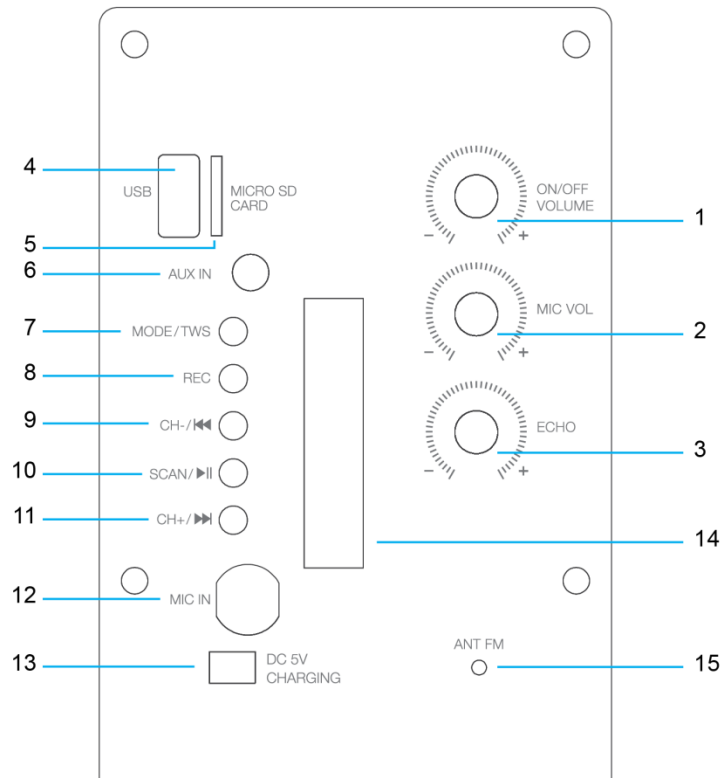 4
USB
MICRO SD
CARD
5
6
AUX IN
7
MODE/TWS
8
REC
9
CH-/⏮
10
SCAN/⏯
11
CH+/⏭
12
MIC IN
13
DC 5V
CHARGING
ON/OFF
VOLUME
1
- +
MIC VOL
2
- +
ECHO
3
- +
14
ANT FM
15